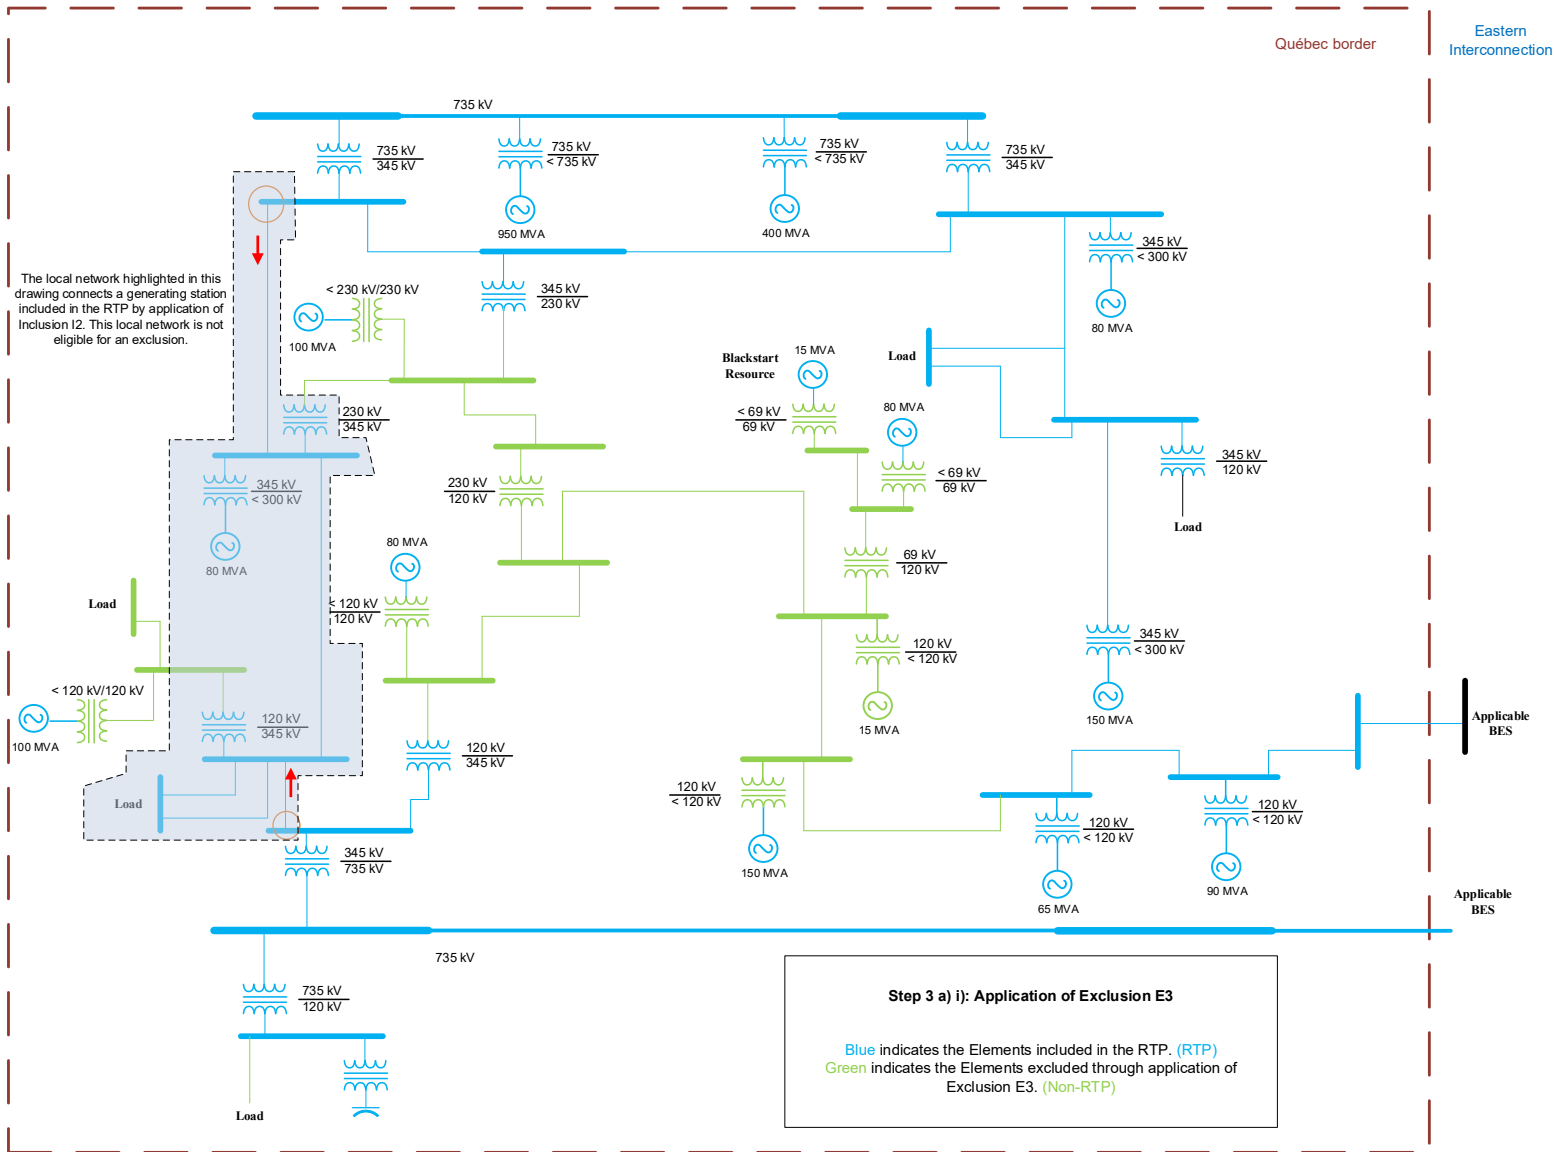 Québec border
Eastern
Interconnection
735 kV
735 kV
345 kV
735 kV
< 735 kV
735 kV
< 735 kV
735 kV
345 kV
950 MVA
400 MVA
345 kV
< 300 kV
80 MVA
The local network highlighted in this
drawing connects a generating station
included in the RTP by application of
Inclusion I2. This local network is not
eligible for an exclusion.
< 230 kV/230 kV
100 MVA
345 kV
230 kV
Blackstart
Resource
15 MVA
Load
< 69 kV
69 kV
80 MVA
230 kV
345 kV
< 69 kV
69 kV
345 kV
120 kV
Load
345 kV
< 300 kV
80 MVA
230 kV
120 kV
80 MVA
69 kV
120 kV
< 120 kV
120 kV
Load
120 kV
< 120 kV
15 MVA
345 kV
< 300 kV
150 MVA
< 120 kV/120 kV
100 MVA
120 kV
345 kV
Applicable
BES
120 kV
345 kV
Load
120 kV
< 120 kV
150 MVA
120 kV
< 120 kV
65 MVA
120 kV
< 120 kV
90 MVA
345 kV
735 kV
Applicable
BES
735 kV
735 kV
120 kV
Load
Step 3 a) i): Application of Exclusion E3
Blue indicates the Elements included in the RTP. (RTP)
Green indicates the Elements excluded through application of
Exclusion E3. (Non-RTP)